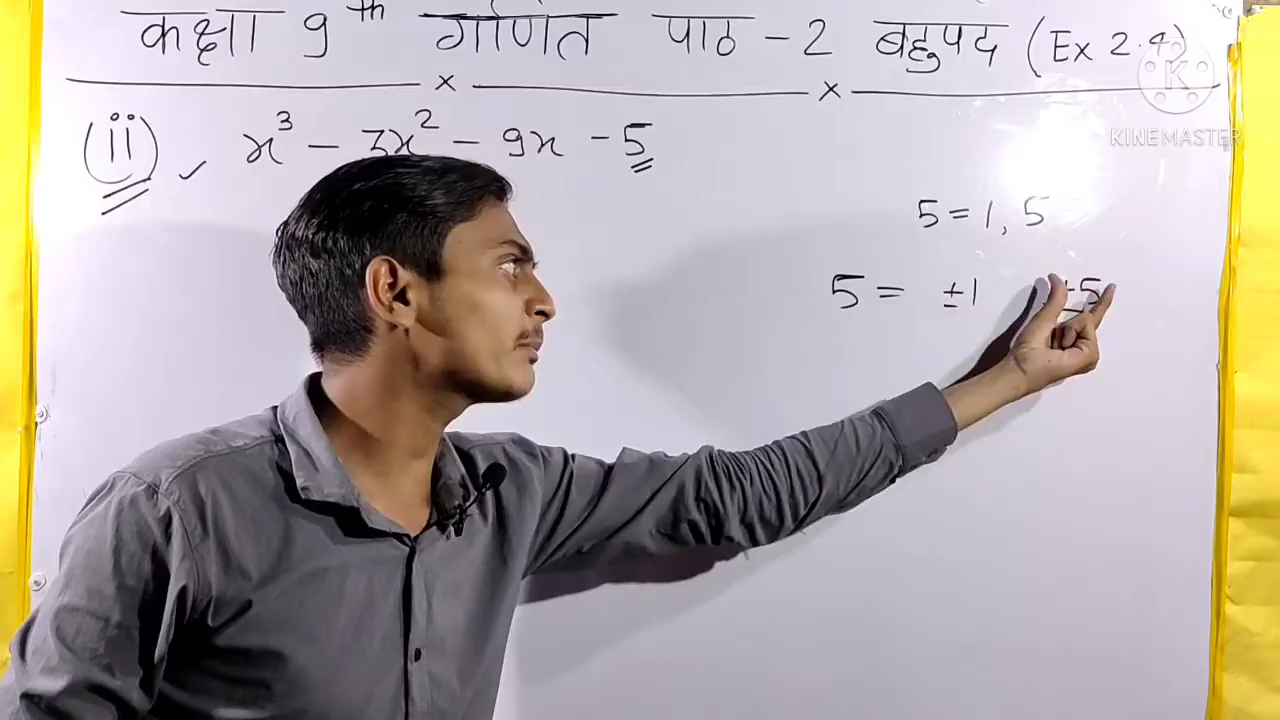 कक्षा 9th गणित पाठ - 2 बहुपद (Ex 2.4)
(ii) x³ - 3x² - 9x - 5
5 = 1, 5
5 = ±1 ±5
KINEMASTER